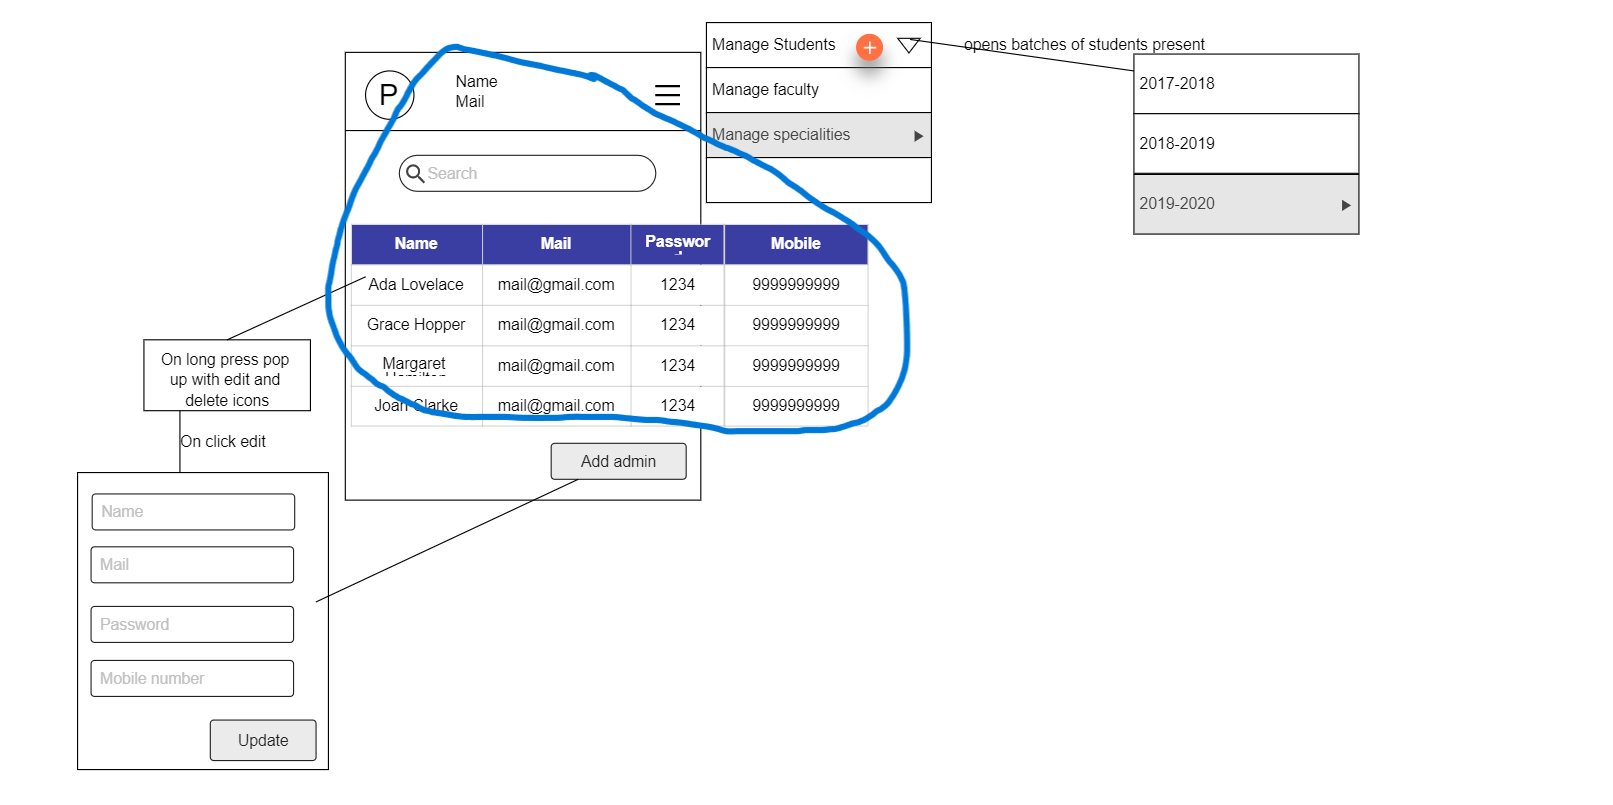 P
Name
Mail
Search
Name Mail Passwor Mobile
Ada Lovelace mail@gmail.com 1234 9999999999
Grace Hopper mail@gmail.com 1234 9999999999
Margaret mail@gmail.com 1234 9999999999
Joan Clarke mail@gmail.com 1234 9999999999
Add admin
Manage Students
Manage faculty
Manage specialities
opens batches of students present
2017-2018
2018-2019
2019-2020
On long press pop
up with edit and
delete icons
On click edit
Name
Mail
Password
Mobile number
Update